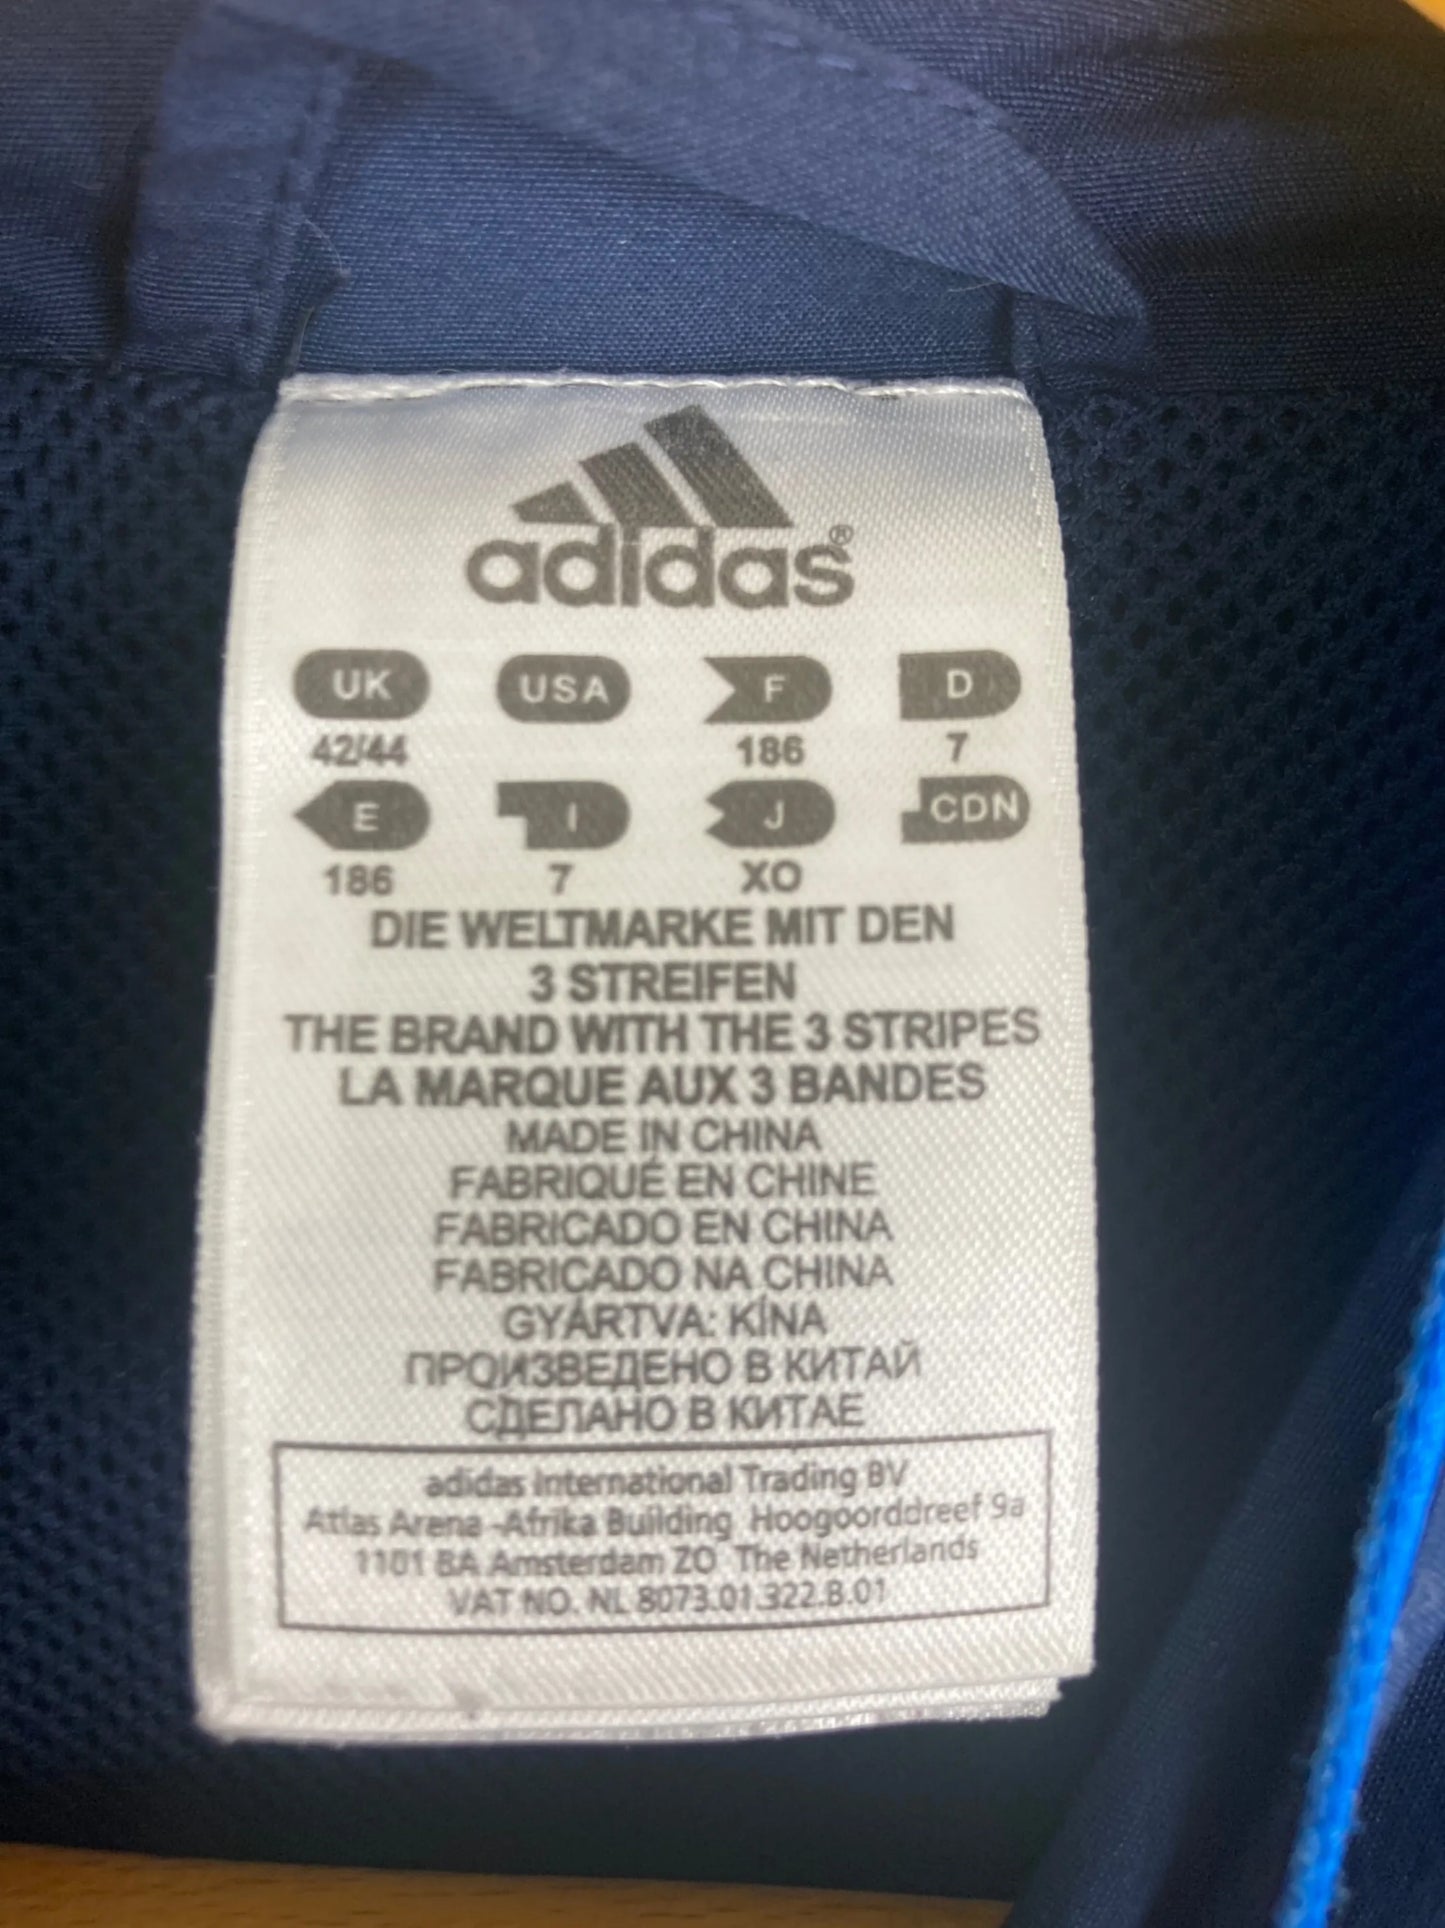 adidas®
UK USA F D
42/44 186 7
E I J CDN
186 7 XO
DIE WELTMARKE MIT DEN
3 STREIFEN
THE BRAND WITH THE 3 STRIPES
LA MARQUE AUX 3 BANDES
MADE IN CHINA
FABRIQUÉ EN CHINE
FABRICADO EN CHINA
FABRICADO NA CHINA
GYÁRTVA: KÍNA
ПРОИЗВЕДЕНО В КИТАЙ
СДЕЛАНО В КИТАЕ
adidas International Trading BV
Atlas Arena -Afrika Building Hoogoorddreef 9a
1101 BA Amsterdam ZO The Netherlands
VAT NO. NL 8073.01.322.B.01